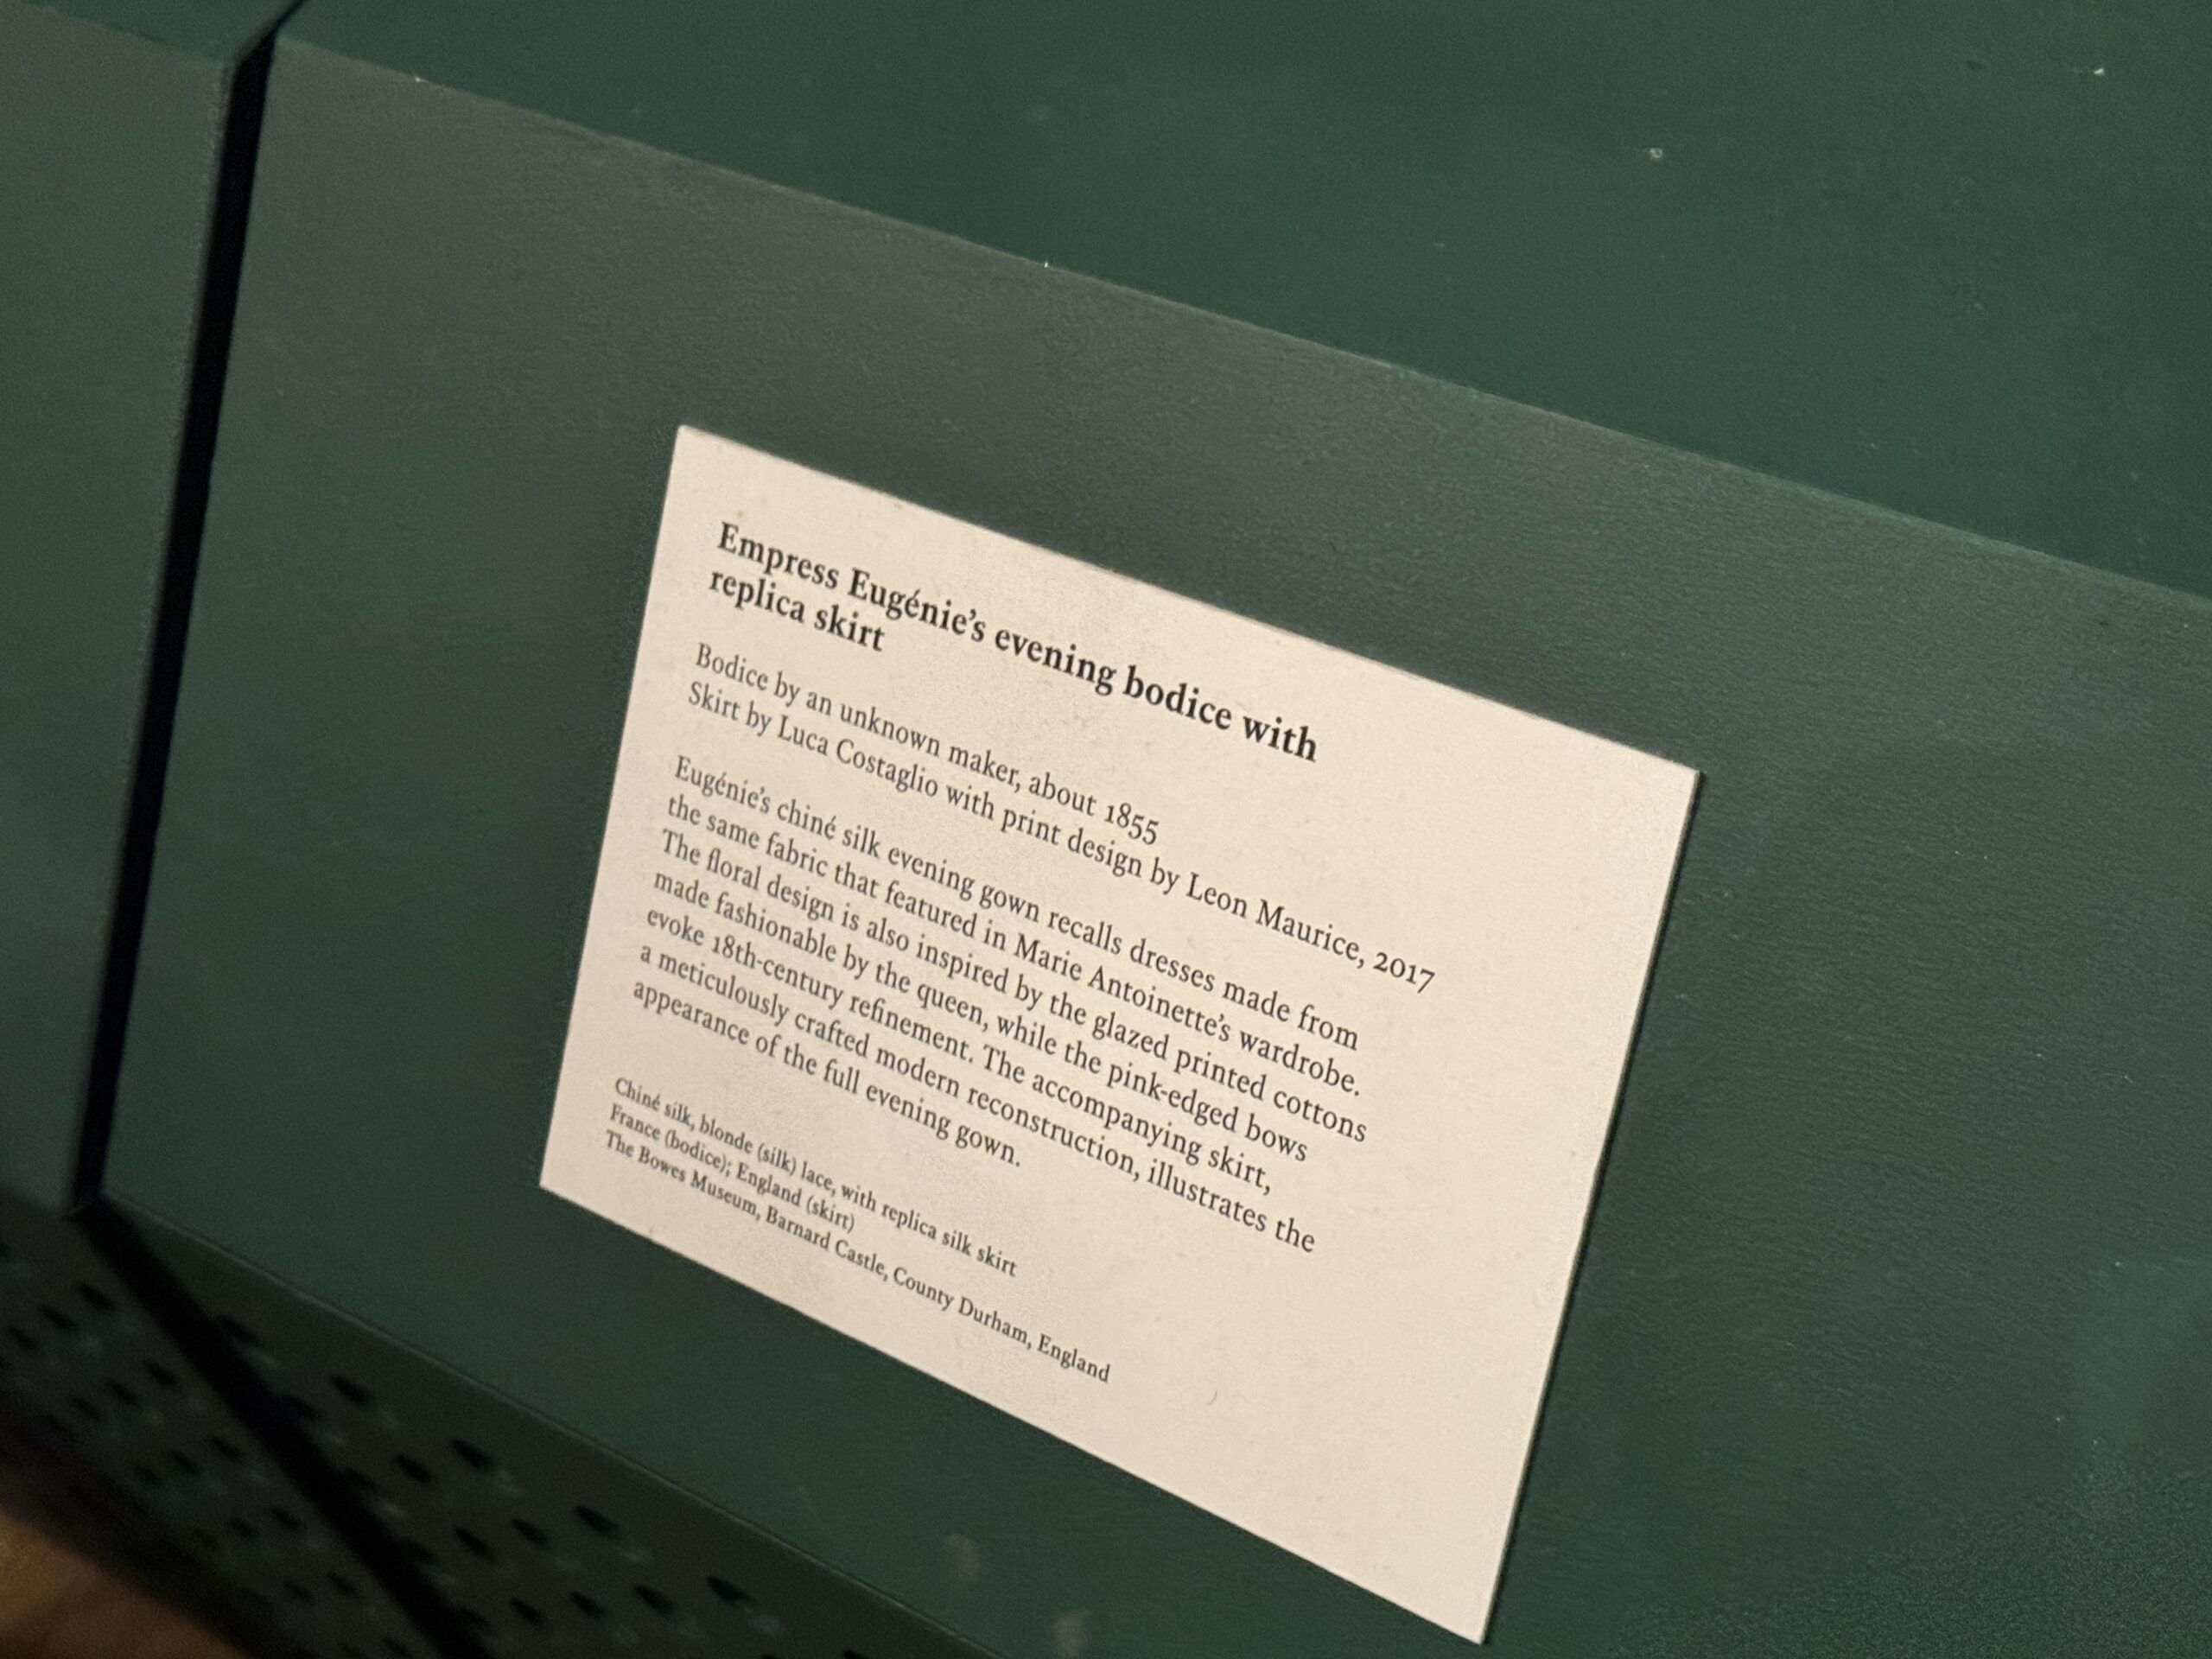 Empress Eugénie's evening bodice with
replica skirt
Bodice by an unknown maker, about 1855
Skirt by Luca Costaglio with print design by Leon Maurice, 2017
Eugénie's chiné silk evening gown recalls dresses made from
the same fabric that featured in Marie Antoinette's wardrobe.
The floral design is also inspired by the glazed printed cottons
made fashionable by the queen, while the pink-edged bows
evoke 18th-century refinement. The accompanying skirt,
a meticulously crafted modern reconstruction, illustrates the
appearance of the full evening gown.
Chiné silk, blonde (silk) lace, with replica silk skirt
France (bodice); England (skirt)
The Bowes Museum, Barnard Castle, County Durham, England